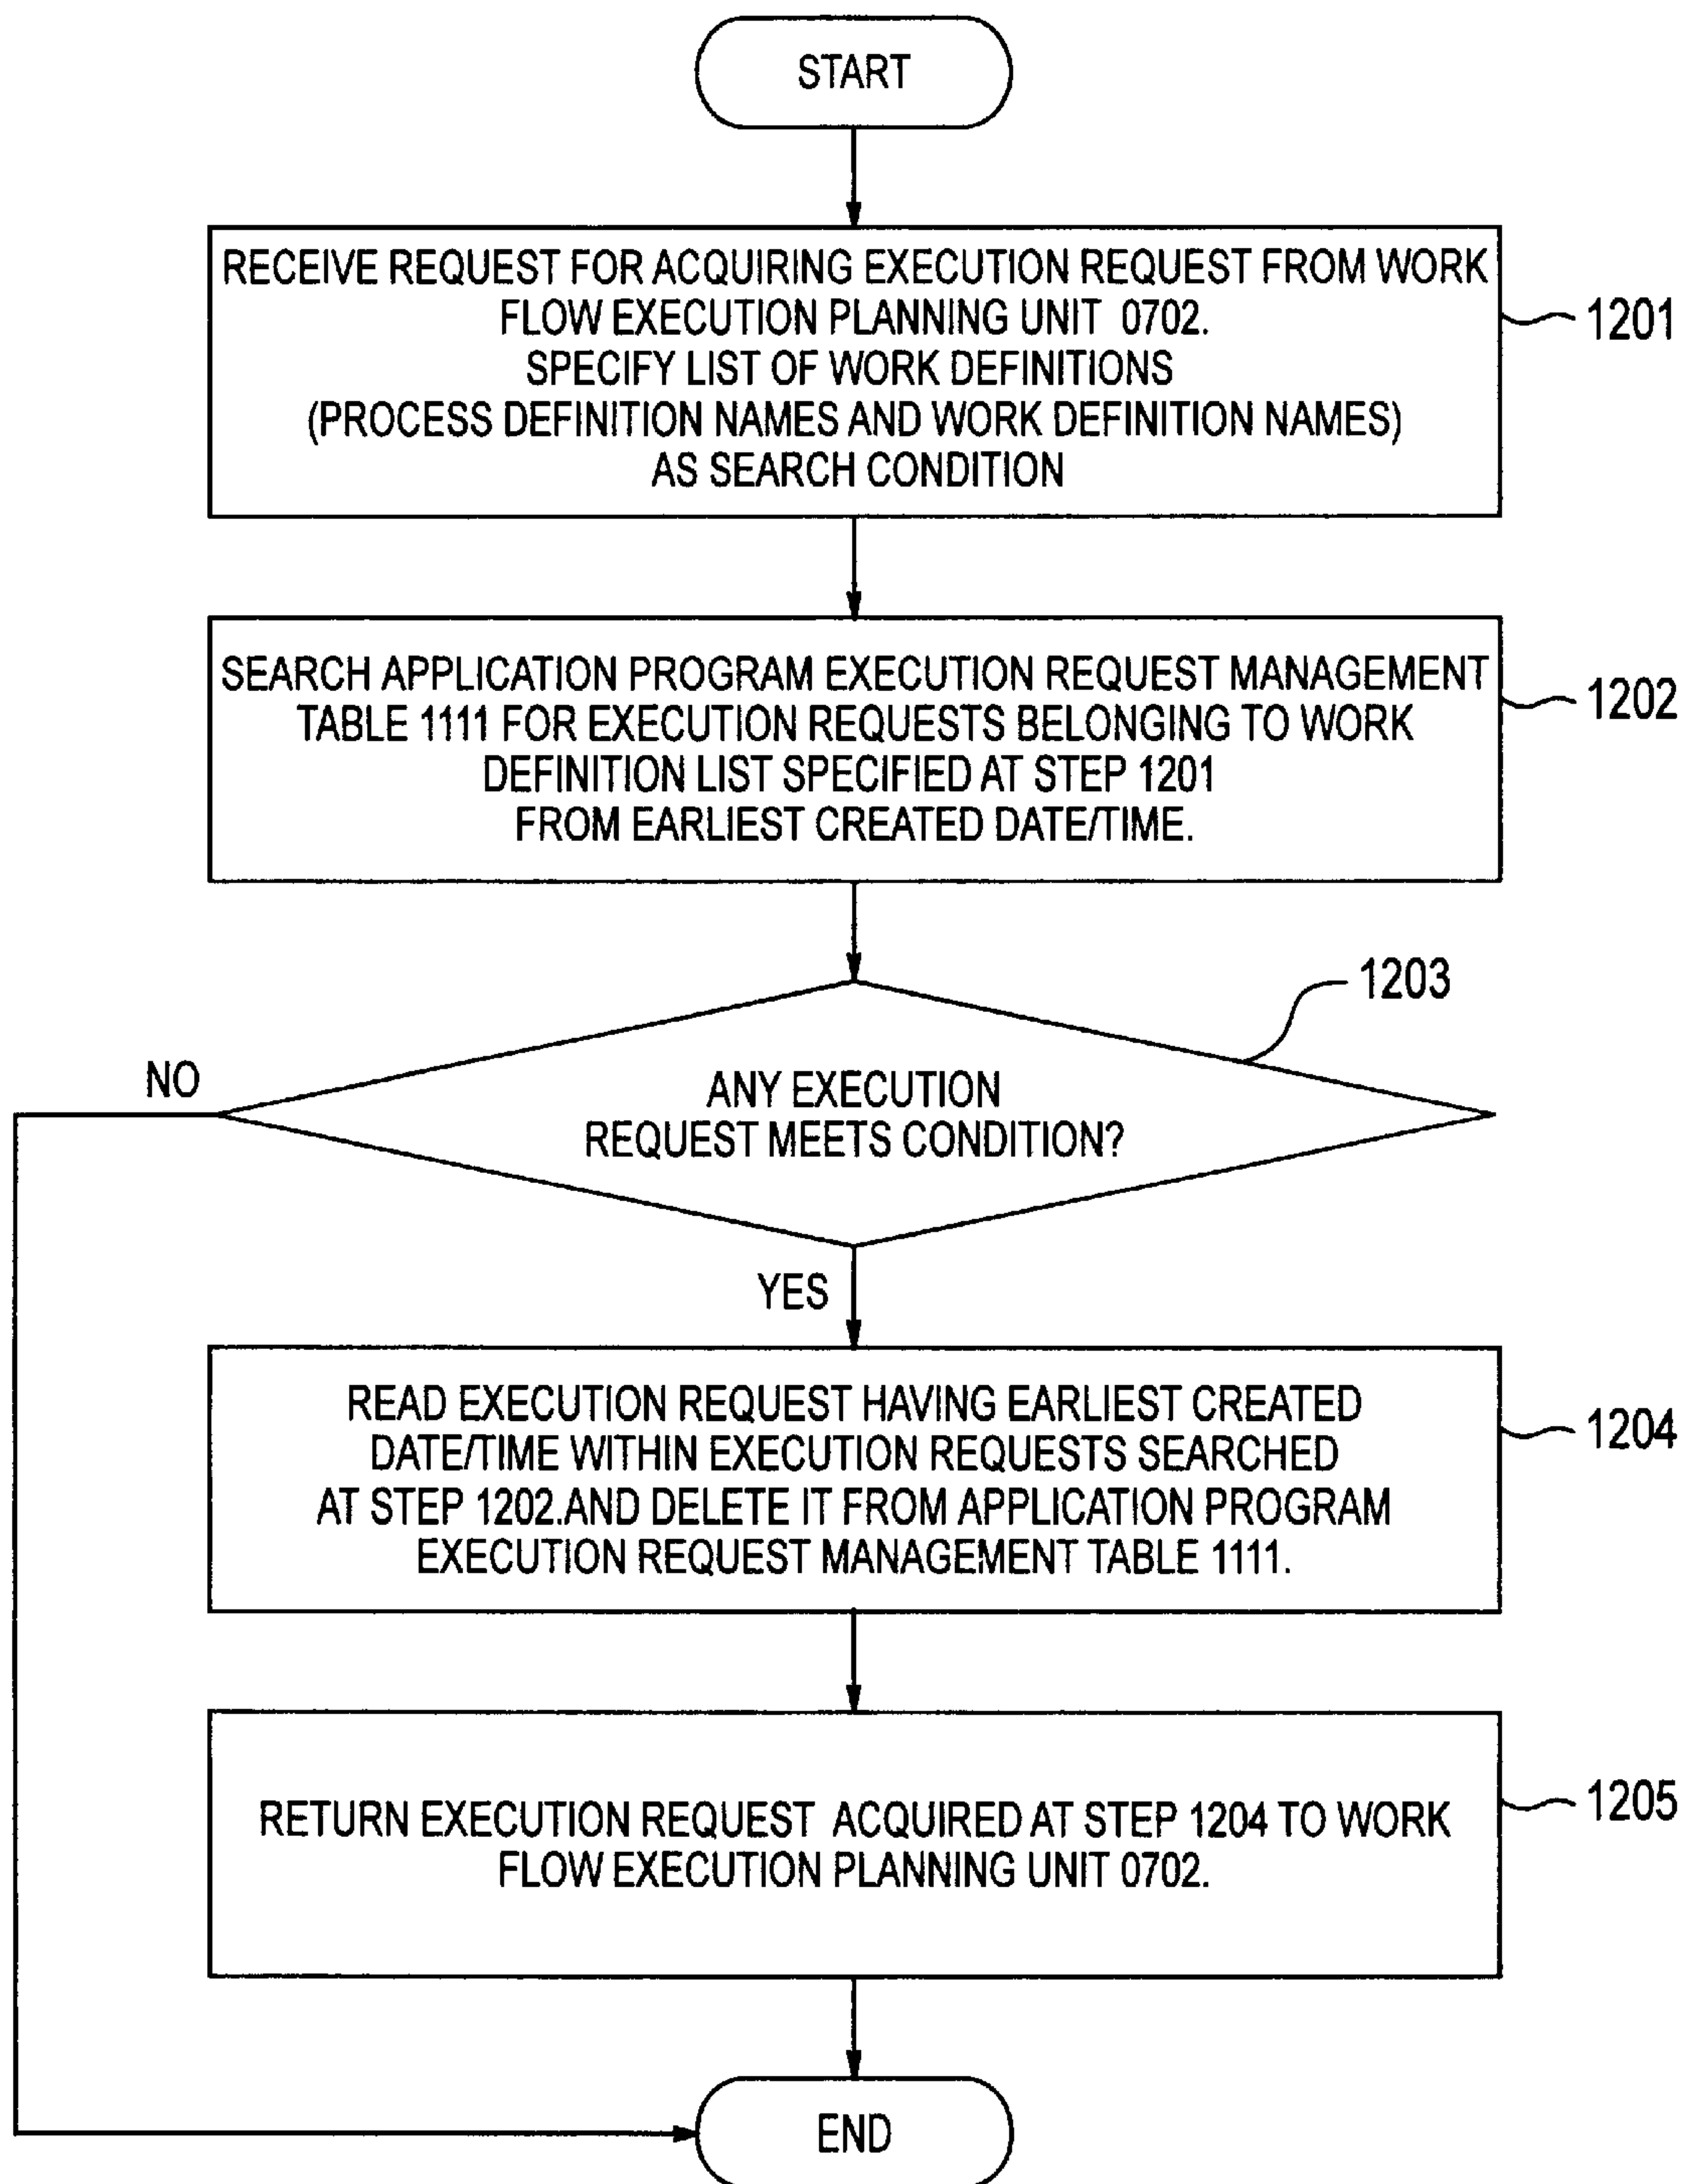 START
RECEIVE REQUEST FOR ACQUIRING EXECUTION REQUEST FROM WORK
FLOW EXECUTION PLANNING UNIT 0702.
SPECIFY LIST OF WORK DEFINITIONS
(PROCESS DEFINITION NAMES AND WORK DEFINITION NAMES)
AS SEARCH CONDITION
1201
SEARCH APPLICATION PROGRAM EXECUTION REQUEST MANAGEMENT
TABLE 1111 FOR EXECUTION REQUESTS BELONGING TO WORK
DEFINITION LIST SPECIFIED AT STEP 1201
FROM EARLIEST CREATED DATE/TIME.
1202
1203
NO
ANY EXECUTION
REQUEST MEETS CONDITION?
YES
READ EXECUTION REQUEST HAVING EARLIEST CREATED
DATE/TIME WITHIN EXECUTION REQUESTS SEARCHED
AT STEP 1202.AND DELETE IT FROM APPLICATION PROGRAM
EXECUTION REQUEST MANAGEMENT TABLE 1111.
1204
RETURN EXECUTION REQUEST ACQUIRED AT STEP 1204 TO WORK
FLOW EXECUTION PLANNING UNIT 0702.
1205
END